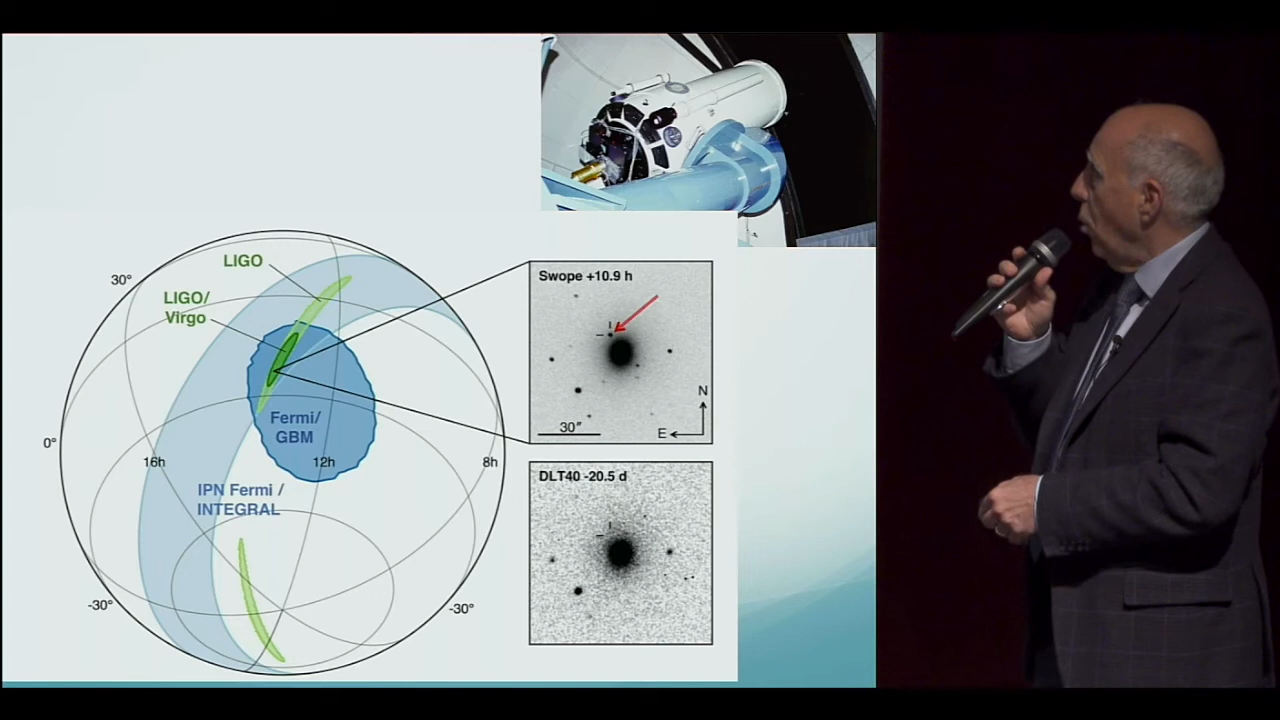 LIGO
30°
LIGO/
Virgo
Swope +10.9 h
N
Fermi/
GBM
30″
E
0°
16h
12h
8h
DLT40 -20.5 d
IPN Fermi /
INTEGRAL
-30°
-30°